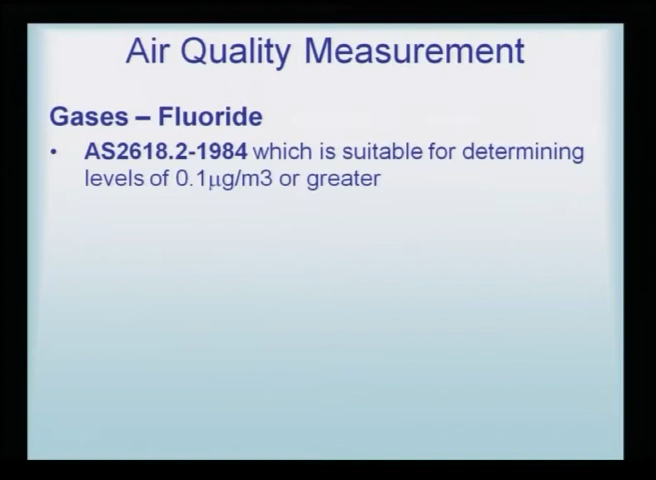 Air Quality Measurement
Gases – Fluoride
• AS2618.2-1984 which is suitable for determining
levels of 0.1μg/m3 or greater